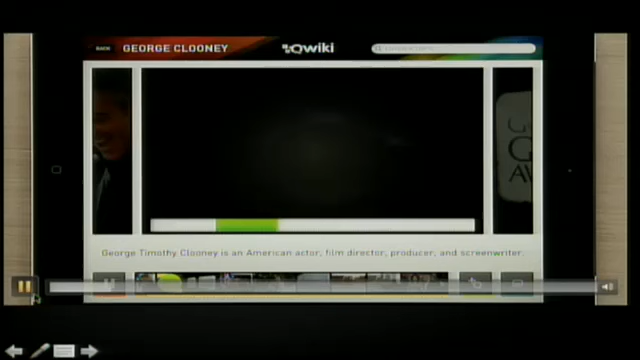 BACK
GEORGE CLOONEY
Qwiki
George Timothy Clooney is an American actor, film director, producer, and screenwriter.